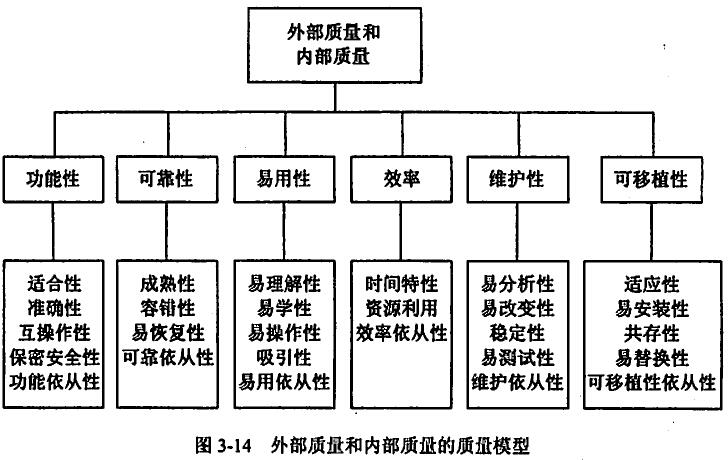 外部质量和
内部质量
功能性
可靠性
易用性
效率
维护性
可移植性
适合性
准确性
互操作性
保密安全性
功能依从性
成熟性
容错性
易恢复性
可靠依从性
易理解性
易学性
易操作性
吸引性
易用依从性
时间特性
资源利用
效率依从性
易分析性
易改变性
稳定性
易测试性
维护依从性
适应性
易安装性
共存性
易替换性
可移植性依从性
图 3-14 外部质量和内部质量的质量模型